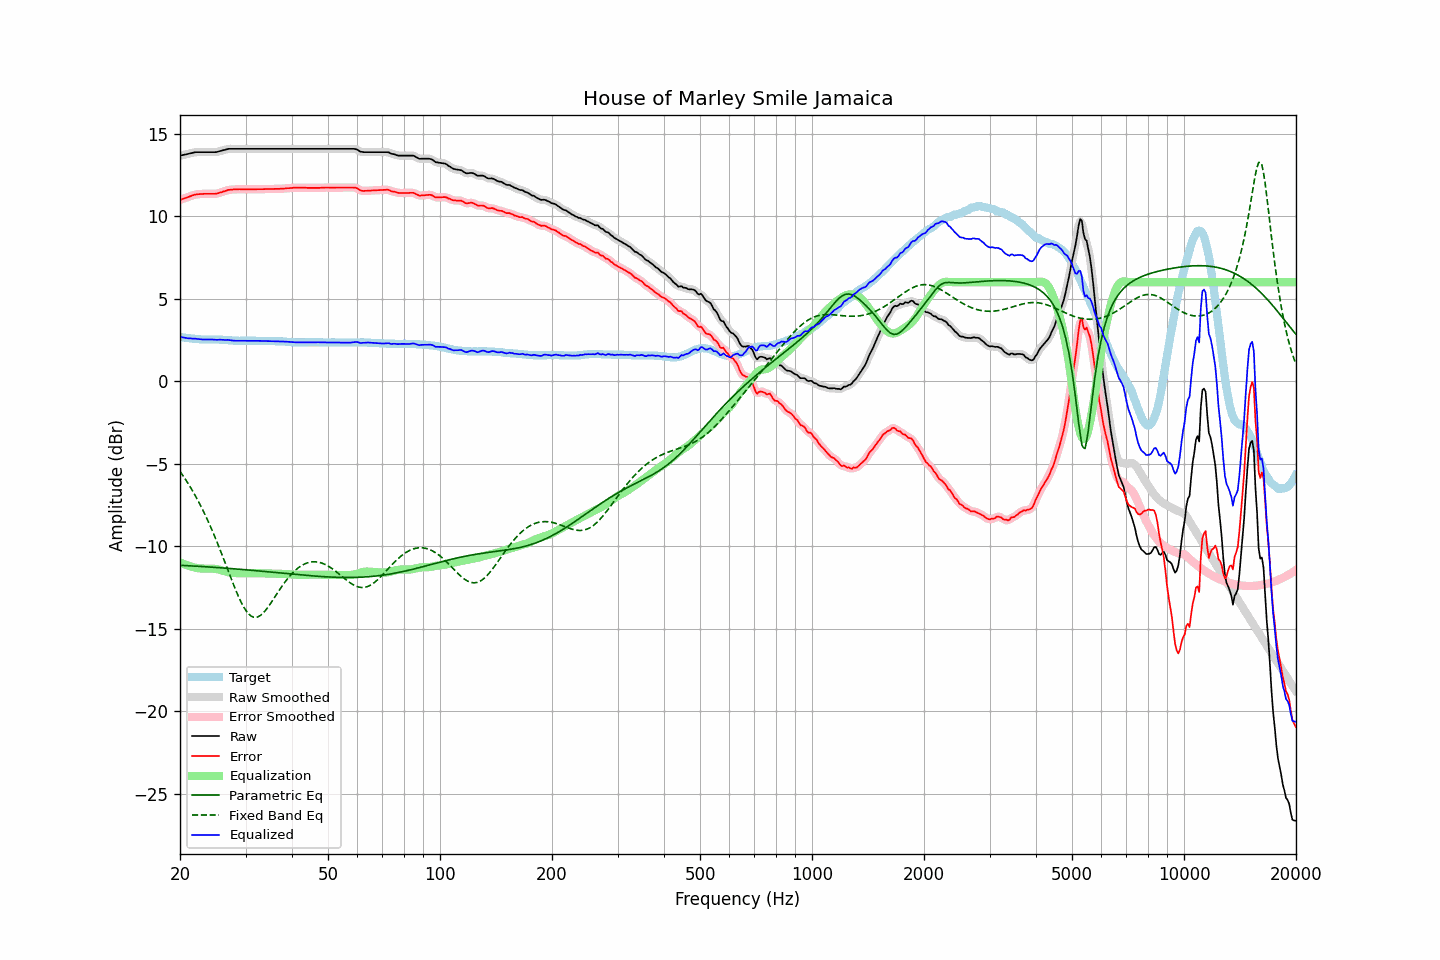 House of Marley Smile Jamaica
15
10
5
0
−5
−10
−15
−20
−25
Amplitude (dBr)
Target
Raw Smoothed
Error Smoothed
Raw
Error
Equalization
Parametric Eq
Fixed Band Eq
Equalized
20 50 100 200 500 1000 2000 5000 10000 20000
Frequency (Hz)